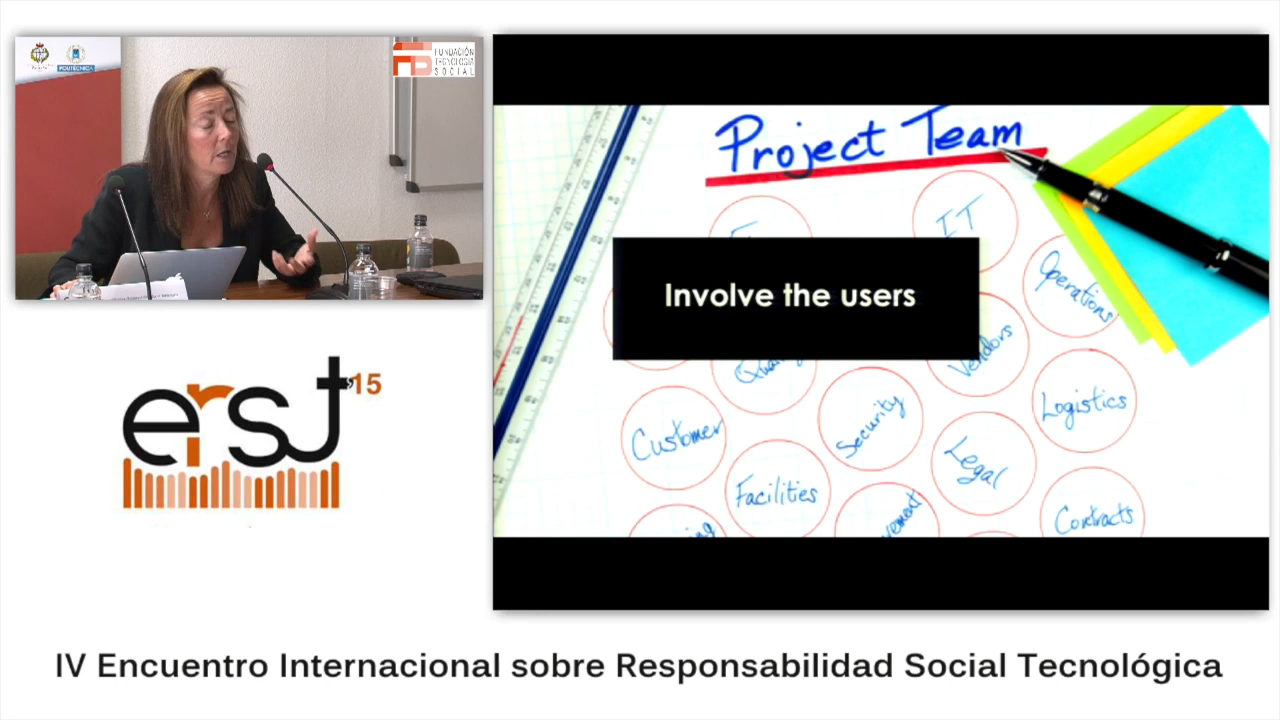 POLITÉCNICA
FUNDACIÓN
TECNOLOGÍA
SOCIAL
Project Team
IT
Operations
Involve the users
Vendors
Customer
Security
Logistics
Legal
Facilities
Contracts
erst '15
IV Encuentro Internacional sobre Responsabilidad Social Tecnológica